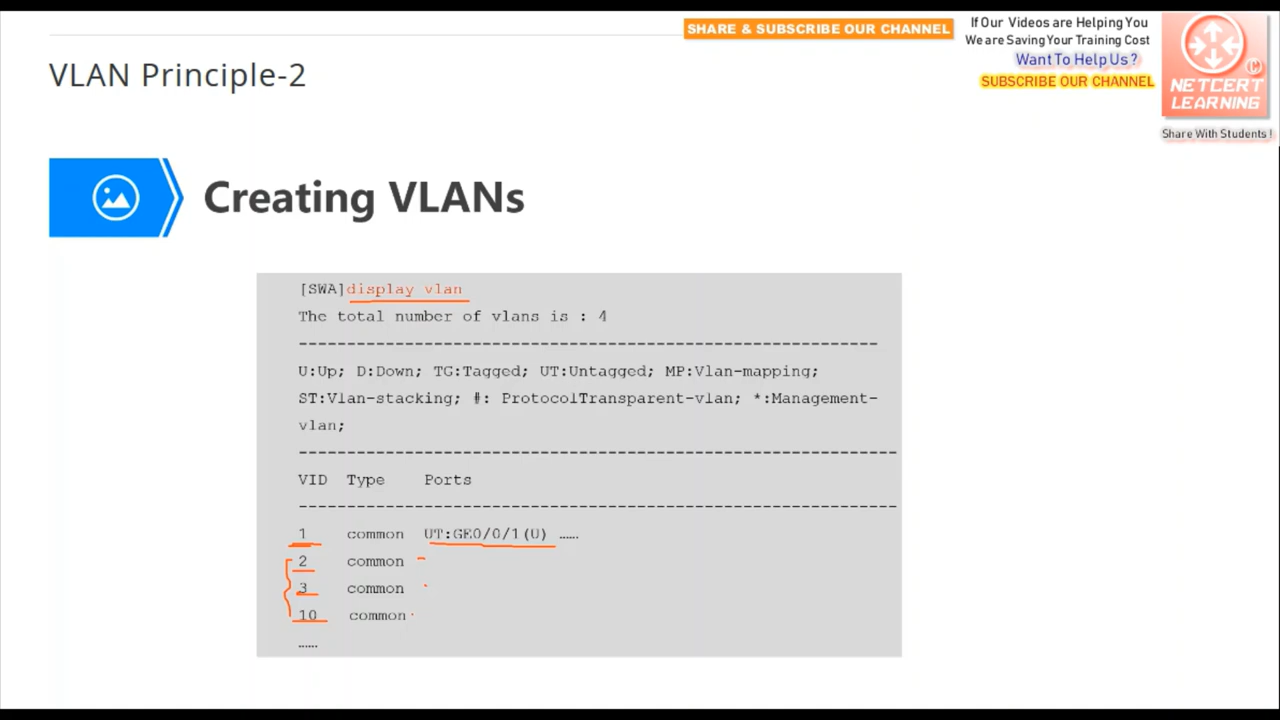 SHARE & SUBSCRIBE OUR CHANNEL
If Our Videos are Helping You
We are Saving Your Training Cost
Want To Help Us ?
SUBSCRIBE OUR CHANNEL
©
NETCERT
LEARNING
Share With Students !
VLAN Principle-2
Creating VLANs
[SWA]display vlan
The total number of vlans is : 4
------------------------------------------------------------
U:Up; D:Down; TG:Tagged; UT:Untagged; MP:Vlan-mapping;
ST:Vlan-stacking; #: ProtocolTransparent-vlan; *:Management-
vlan;
--------------------------------------------------------------
VID Type Ports
--------------------------------------------------------------
1 common UT:GE0/0/1(U) ……
2 common
3 common
10 common
……